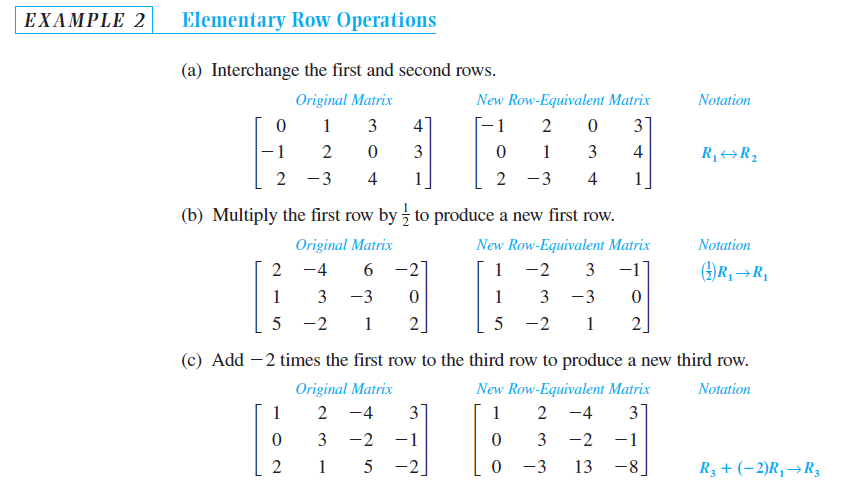 EXAMPLE 2 Elementary Row Operations
(a) Interchange the first and second rows.
Original Matrix New Row-Equivalent Matrix Notation
0 1 3 4 −1 2 0 3
−1 2 0 3 0 1 3 4 R₁↔R₂
2 −3 4 1 2 −3 4 1
(b) Multiply the first row by ½ to produce a new first row.
Original Matrix New Row-Equivalent Matrix Notation
2 −4 6 −2 1 −2 3 −1 (½)R₁→R₁
1 3 −3 0 1 3 −3 0
5 −2 1 2 5 −2 1 2
(c) Add −2 times the first row to the third row to produce a new third row.
Original Matrix New Row-Equivalent Matrix Notation
1 2 −4 3 1 2 −4 3
0 3 −2 −1 0 3 −2 −1
2 1 5 −2 0 −3 13 −8 R₃ + (−2)R₁→R₃